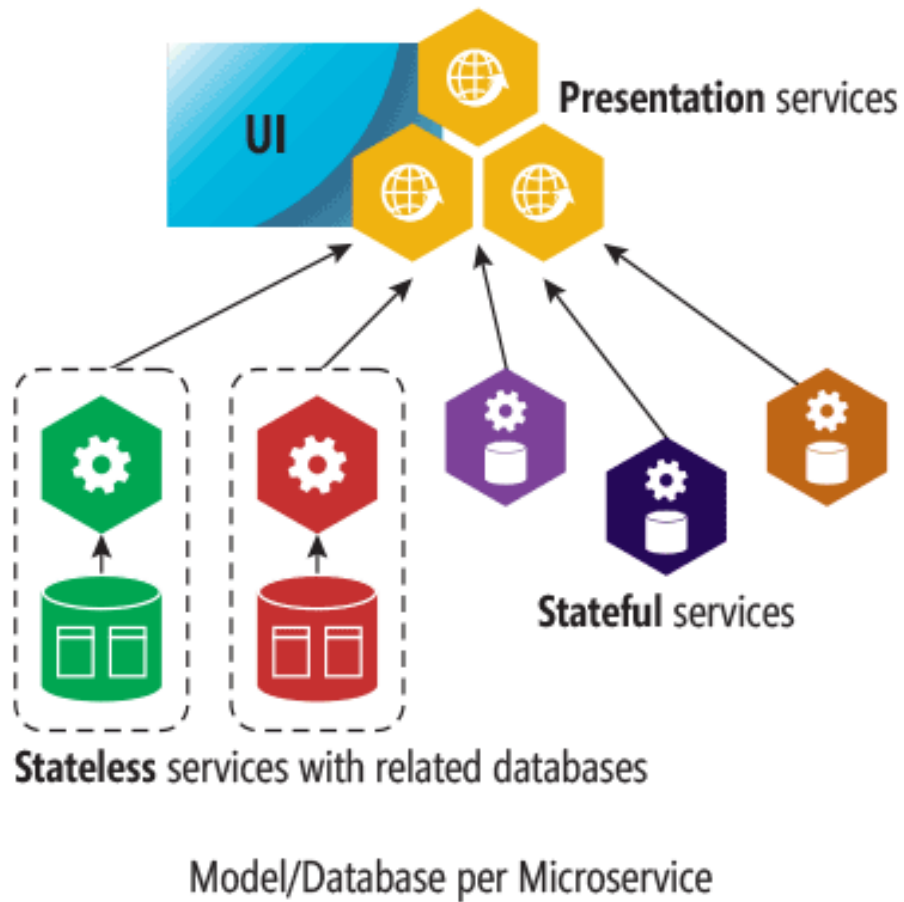 UI
Presentation services
Stateful services
Stateless services with related databases
Model/Database per Microservice